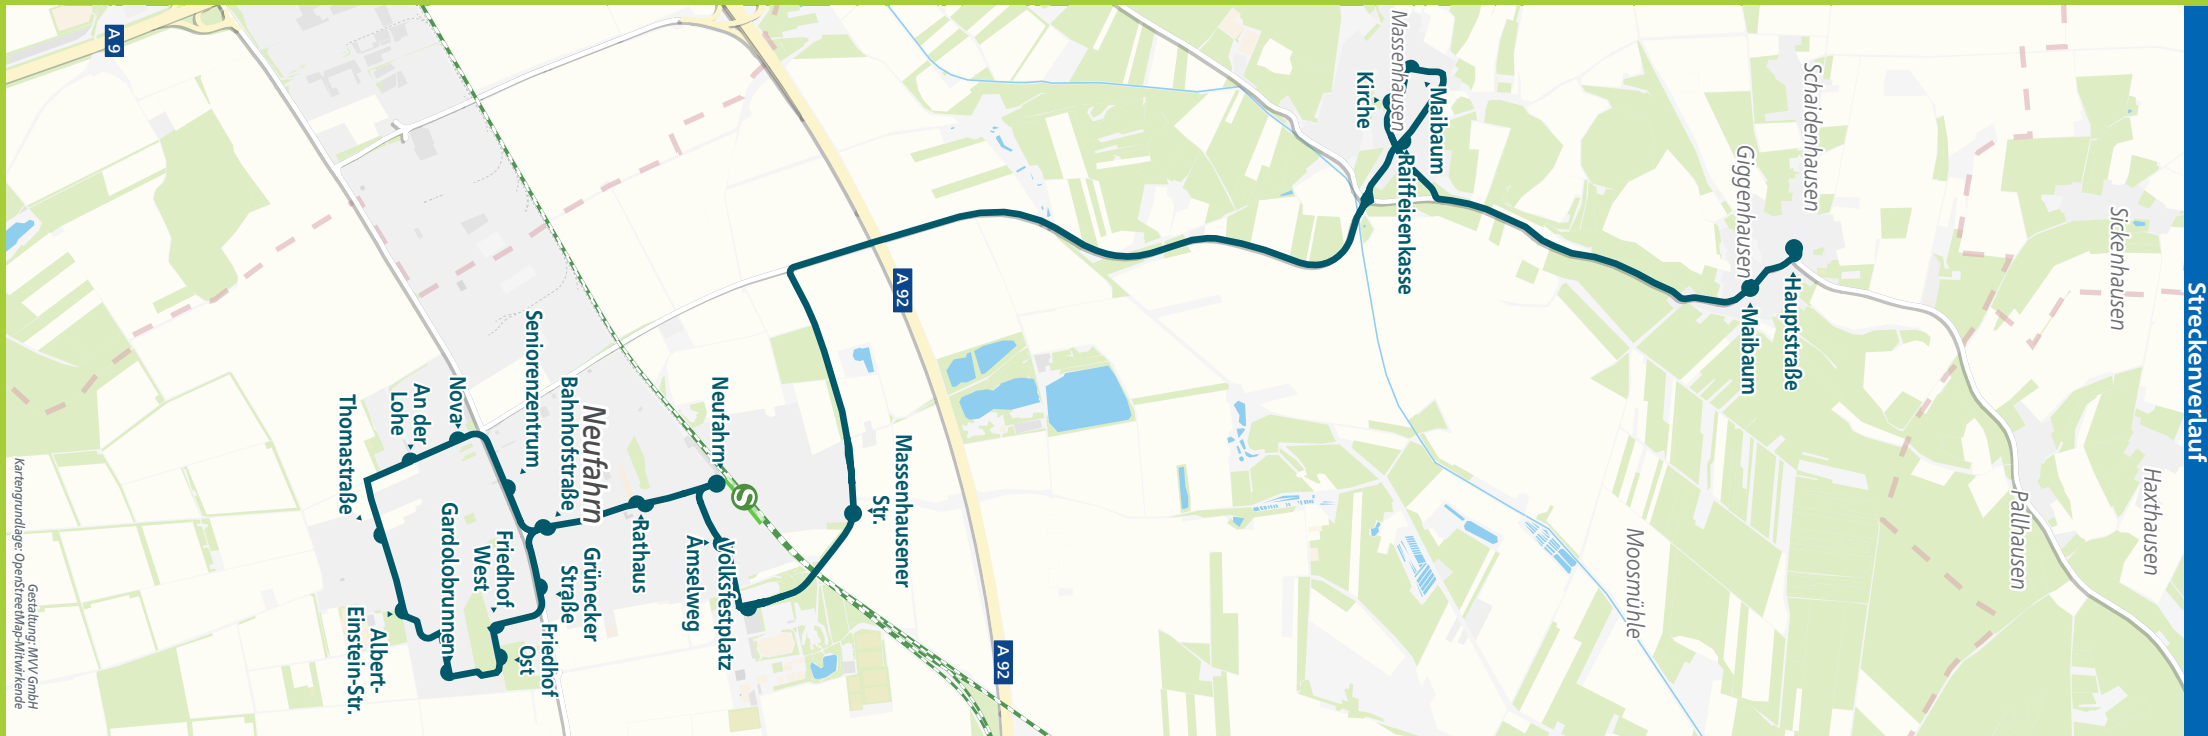 Streckenverlauf
Haxthausen
Sickenhausen
Pallhausen
Schaidenhausen
Hauptstraße
Giggenhausen
Maibaum
Moosmühle
Maibaum
Raiffeisenkasse
Massenhausen
Kirche
A 92
A 92
Massenhausener
Str.
S
Neufahrn
Volksfestplatz
Amselweg
Rathaus
Neufahrn
Bahnhofstraße
Grünecker
Straße
Seniorenzentrum
Friedhof
Ost
Friedhof
West
Nova
Gardolobrunnen
An der
Lohe
Thomastraße
Albert-
Einstein-Str.
A 9
Gestaltung: MVV GmbH
Kartengrundlage: OpenStreetMap-Mitwirkende